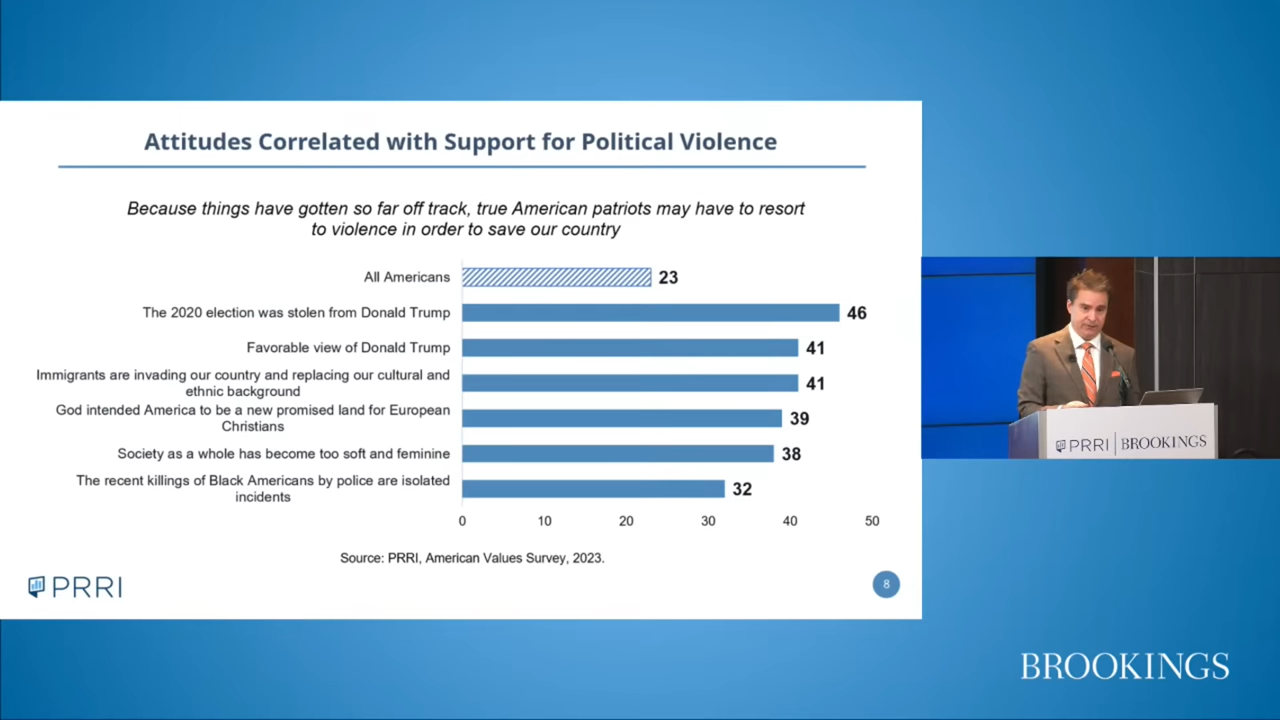 Attitudes Correlated with Support for Political Violence
Because things have gotten so far off track, true American patriots may have to resort
to violence in order to save our country
All Americans 23
The 2020 election was stolen from Donald Trump 46
Favorable view of Donald Trump 41
Immigrants are invading our country and replacing our cultural and
ethnic background 41
God intended America to be a new promised land for European
Christians 39
Society as a whole has become too soft and feminine 38
The recent killings of Black Americans by police are isolated
incidents 32
0 10 20 30 40 50
Source: PRRI, American Values Survey, 2023.
PRRI
8
PRRI BROOKINGS
BROOKINGS